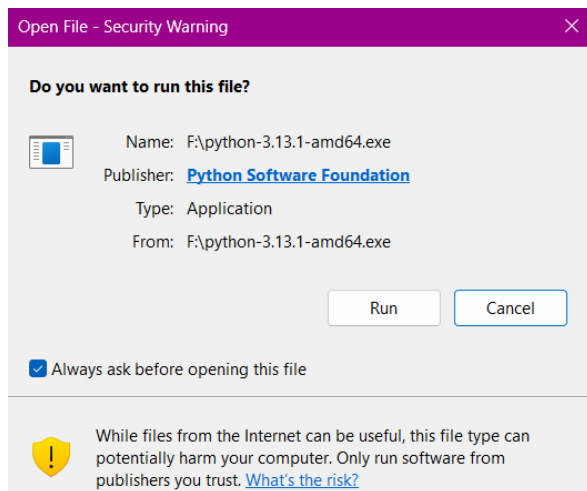 Open File - Security Warning
Do you want to run this file?
Name: F:\python-3.13.1-amd64.exe
Publisher: Python Software Foundation
Type: Application
From: F:\python-3.13.1-amd64.exe
Run Cancel
Always ask before opening this file
While files from the Internet can be useful, this file type can
potentially harm your computer. Only run software from
publishers you trust. What's the risk?